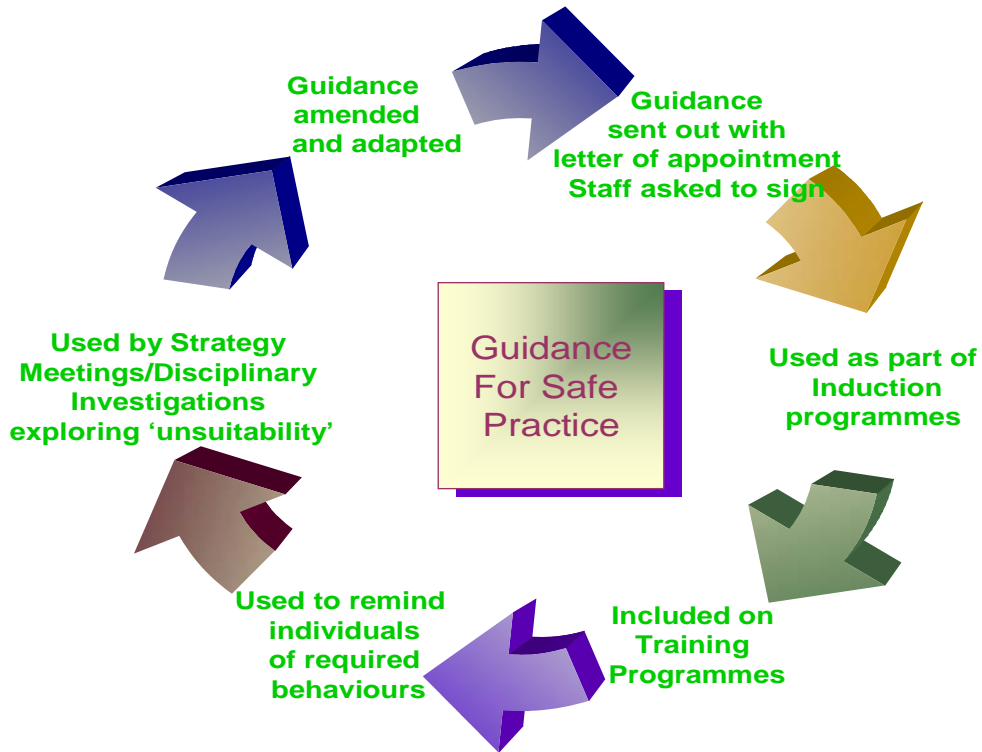 Guidance
amended
and adapted
Guidance
sent out with
letter of appointment
Staff asked to sign
Used as part of
Induction
programmes
Included on
Training
Programmes
Used to remind
individuals
of required
behaviours
Used by Strategy
Meetings/Disciplinary
Investigations
exploring ‘unsuitability’
Guidance
For Safe
Practice